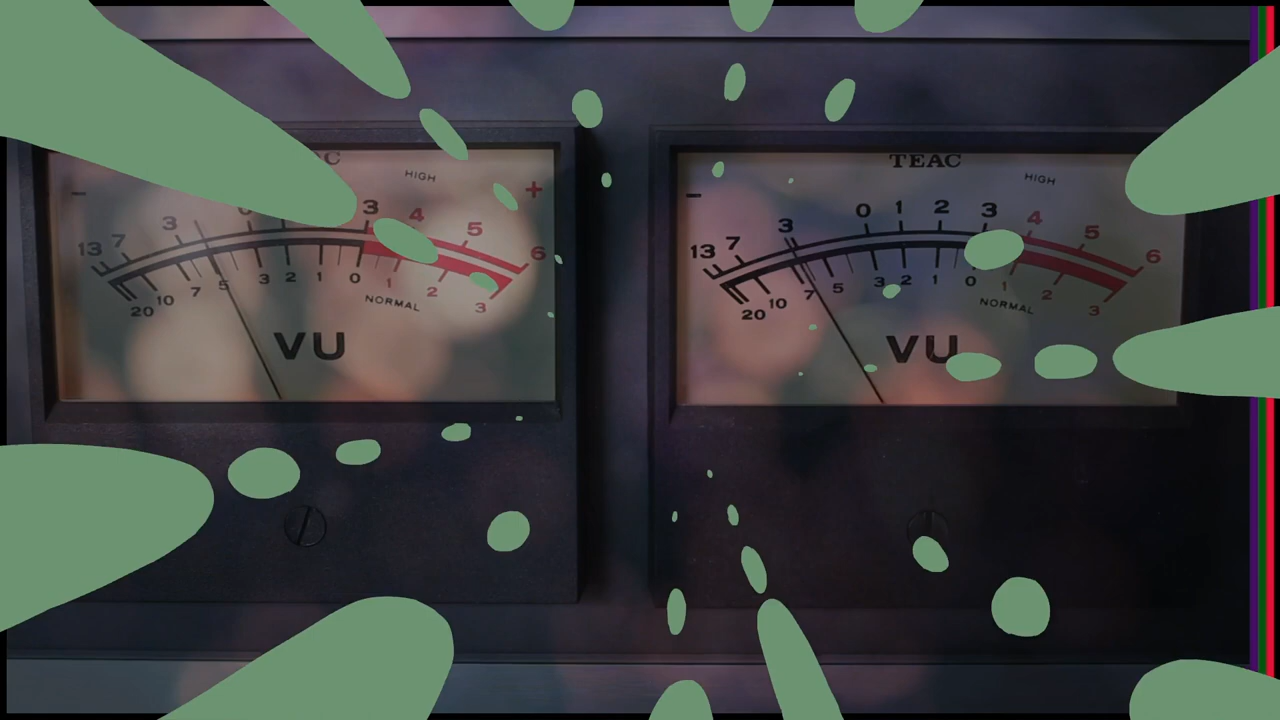 HIGH
- +
13 7 3 3 4 5 6
20 10 7 5 3 2 1 0 1 2 3
NORMAL
VU
TEAC
HIGH
-
13 7 3 0 1 2 3 4 5 6
20 10 7 5 3 2 1 0 1 2 3
NORMAL
VU